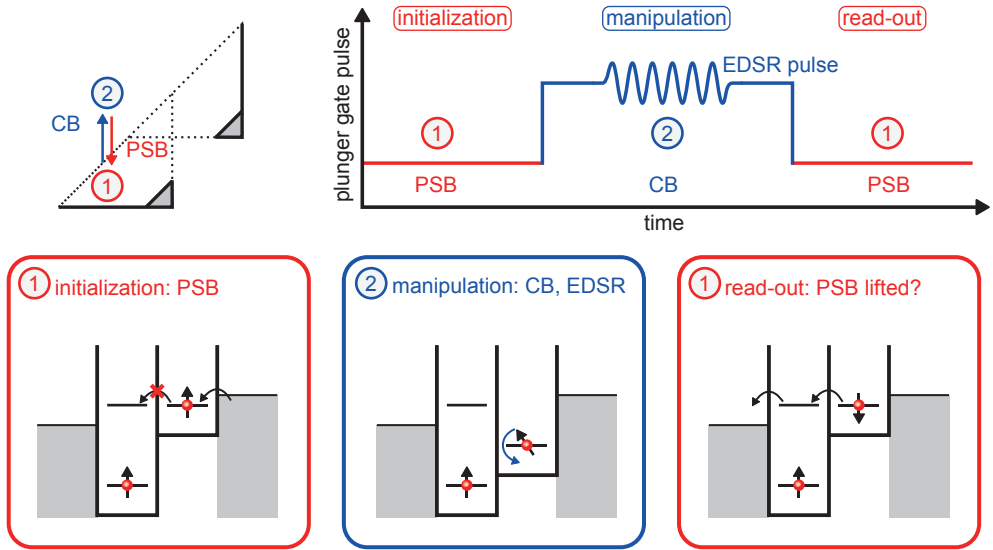 2
CB
PSB
1
initialization
manipulation
read-out
plunger gate pulse
EDSR pulse
1
2
1
PSB
CB
PSB
time
1 initialization: PSB
2 manipulation: CB, EDSR
1 read-out: PSB lifted?